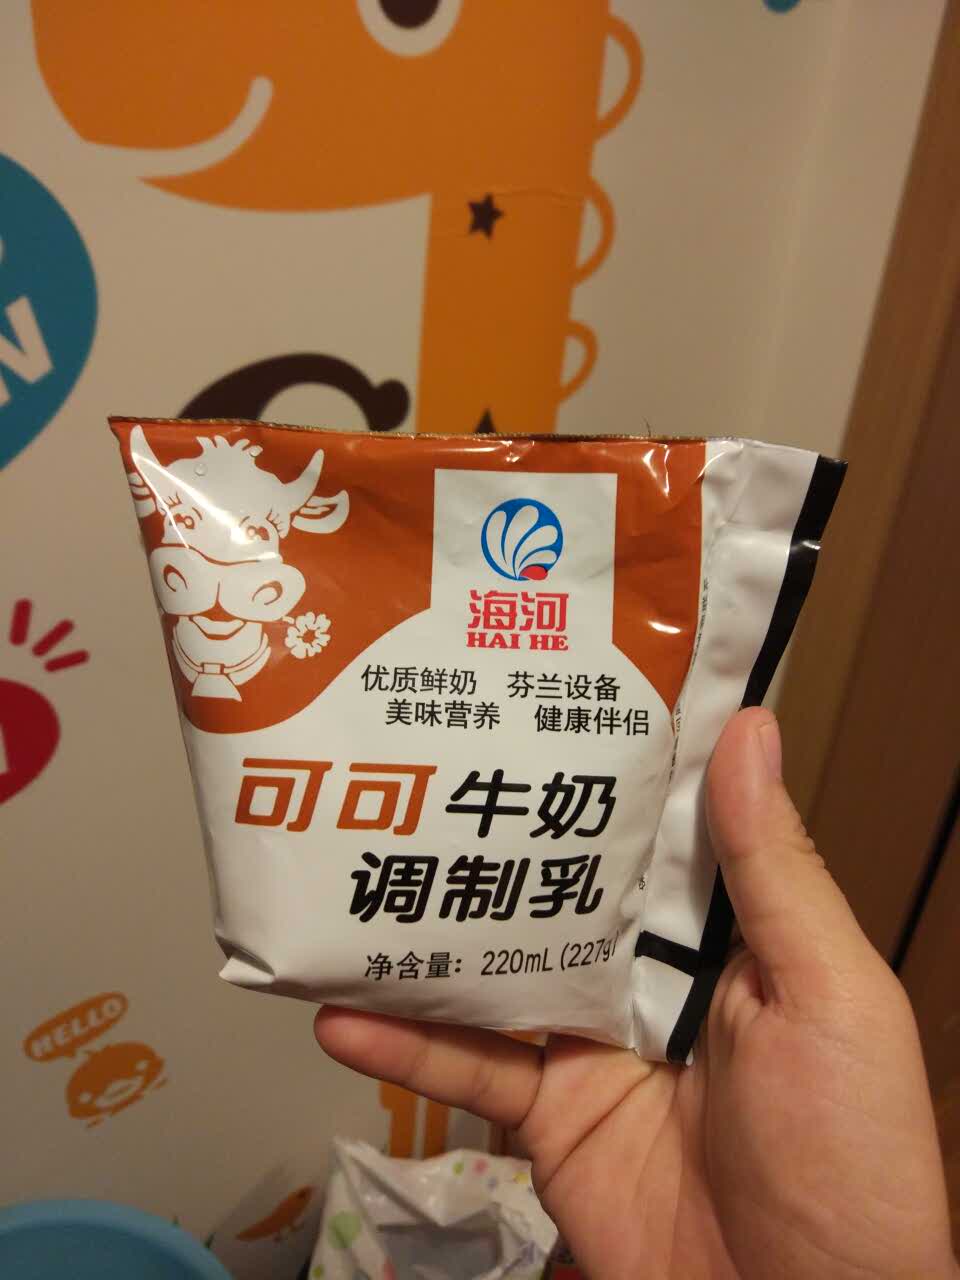 海河
HAI HE
优质鲜奶 芬兰设备
美味营养 健康伴侣
可可牛奶
调制乳
净含量：220mL(227g)
HELLO